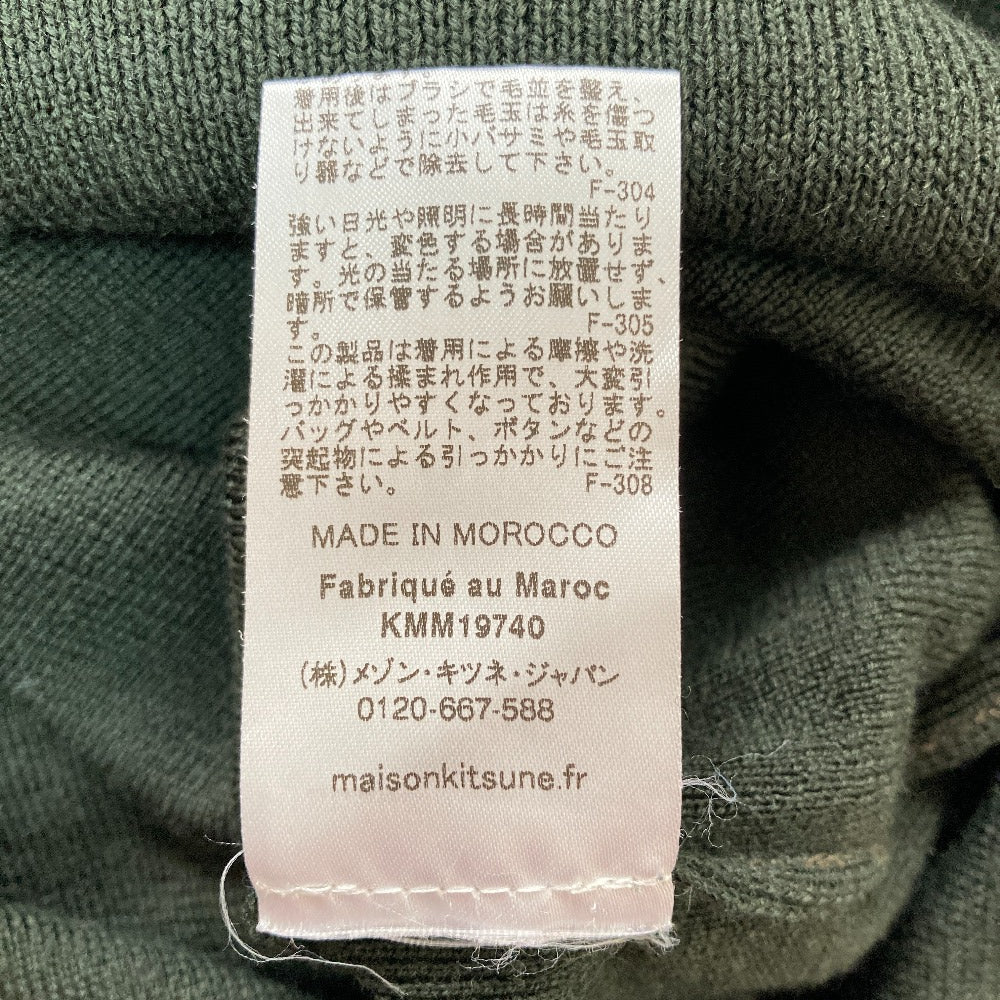 着用後はブラシで毛並を整え、
出来てしまった毛玉は糸を傷つ
けないように小バサミや毛玉取
り器などで除去して下さい。
F-304
強い日光や照明に長時間当たり
ますと、変色する場合がありま
す。光の当たる場所に放置せず、
暗所で保管するようお願いしま
す。
F-305
この製品は着用による摩擦や洗
濯による揉まれ作用で、大変引
っかかりやすくなっております。
バッグやベルト、ボタンなどの
突起物による引っかかりにご注
意下さい。
F-308
MADE IN MOROCCO
Fabriqué au Maroc
KMM19740
(株)メゾン・キツネ・ジャパン
0120-667-588
maisonkitsune.fr